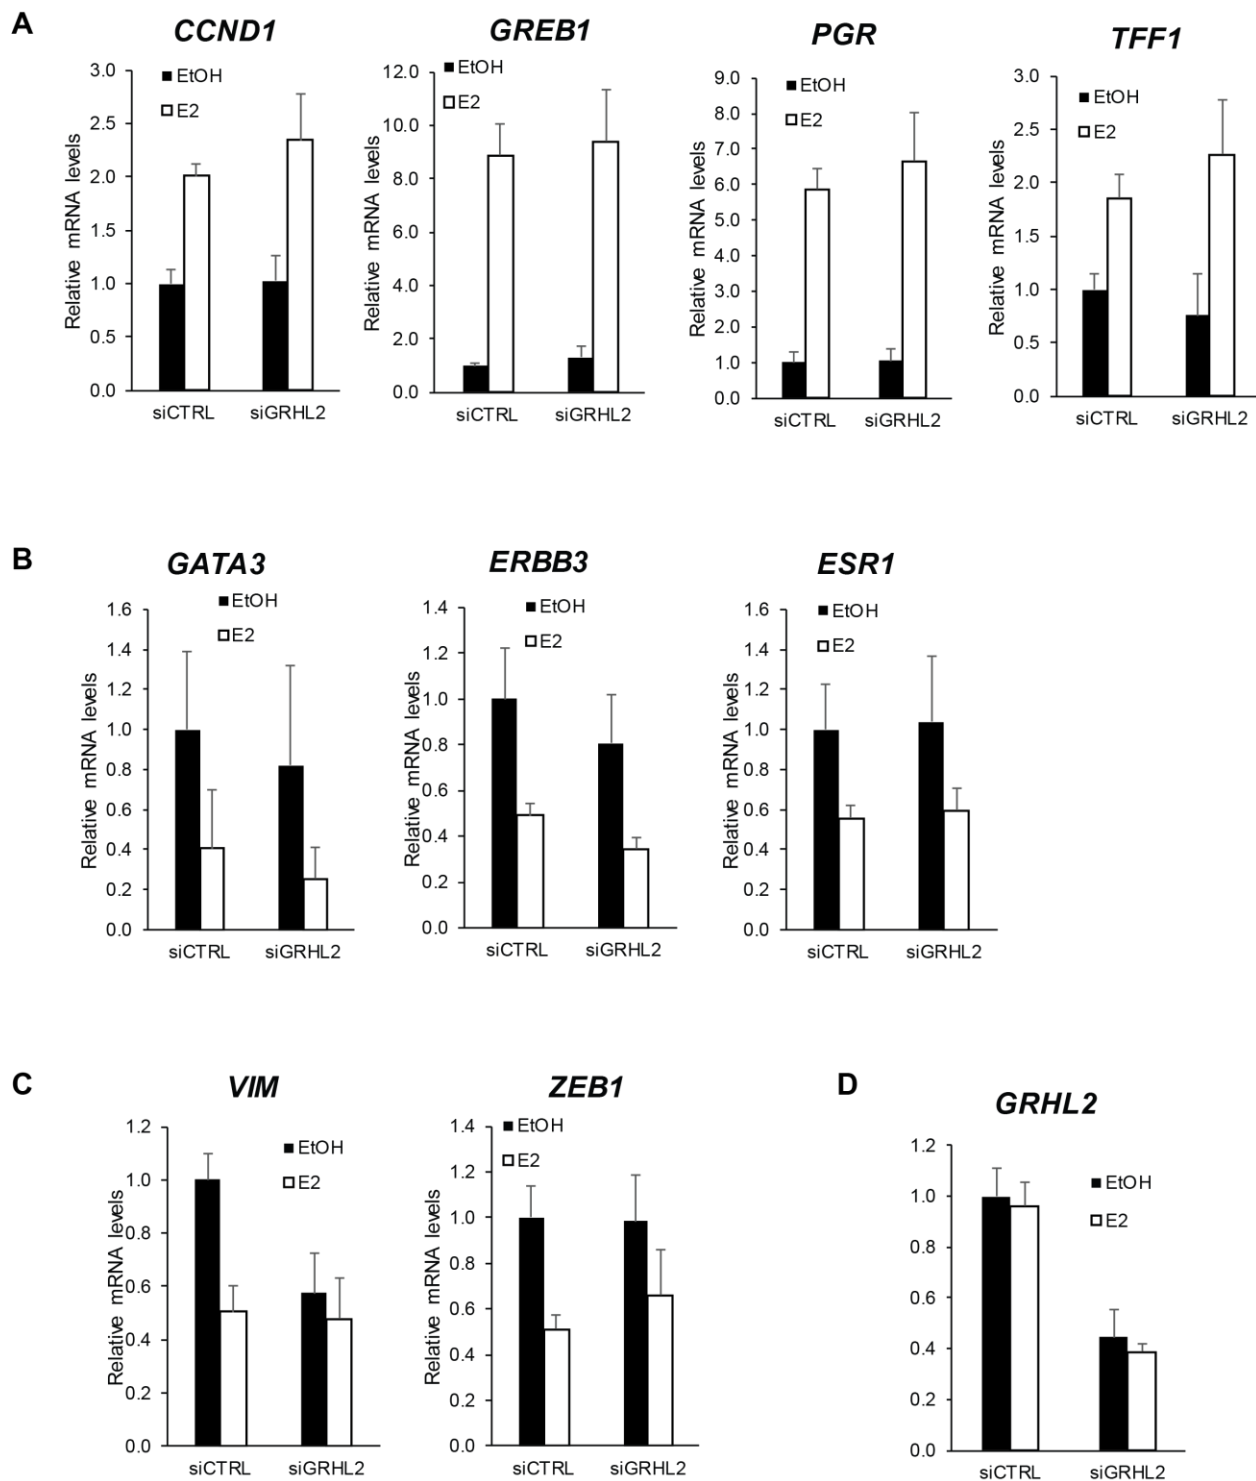 A
CCND1
Relative mRNA levels
3.0
2.5
2.0
1.5
1.0
0.5
0.0
EtOH
E2
siCTRL siGRHL2
GREB1
Relative mRNA levels
12.0
10.0
8.0
6.0
4.0
2.0
0.0
EtOH
E2
siCTRL siGRHL2
PGR
Relative mRNA levels
9.0
8.0
7.0
6.0
5.0
4.0
3.0
2.0
1.0
0.0
EtOH
E2
siCTRL siGRHL2
TFF1
Relative mRNA levels
3.0
2.5
2.0
1.5
1.0
0.5
0.0
EtOH
E2
siCTRL siGRHL2
B
GATA3
Relative mRNA levels
1.6
1.4
1.2
1.0
0.8
0.6
0.4
0.2
0.0
EtOH
E2
siCTRL siGRHL2
ERBB3
Relative mRNA levels
1.4
1.2
1.0
0.8
0.6
0.4
0.2
0.0
EtOH
E2
siCTRL siGRHL2
ESR1
Relative mRNA levels
1.6
1.4
1.2
1.0
0.8
0.6
0.4
0.2
0.0
EtOH
E2
siCTRL siGRHL2
C
VIM
Relative mRNA levels
1.2
1.0
0.8
0.6
0.4
0.2
0.0
EtOH
E2
siCTRL siGRHL2
ZEB1
Relative mRNA levels
1.4
1.2
1.0
0.8
0.6
0.4
0.2
0.0
EtOH
E2
siCTRL siGRHL2
D
GRHL2
Relative mRNA levels
1.2
1.0
0.8
0.6
0.4
0.2
0.0
EtOH
E2
siCTRL siGRHL2